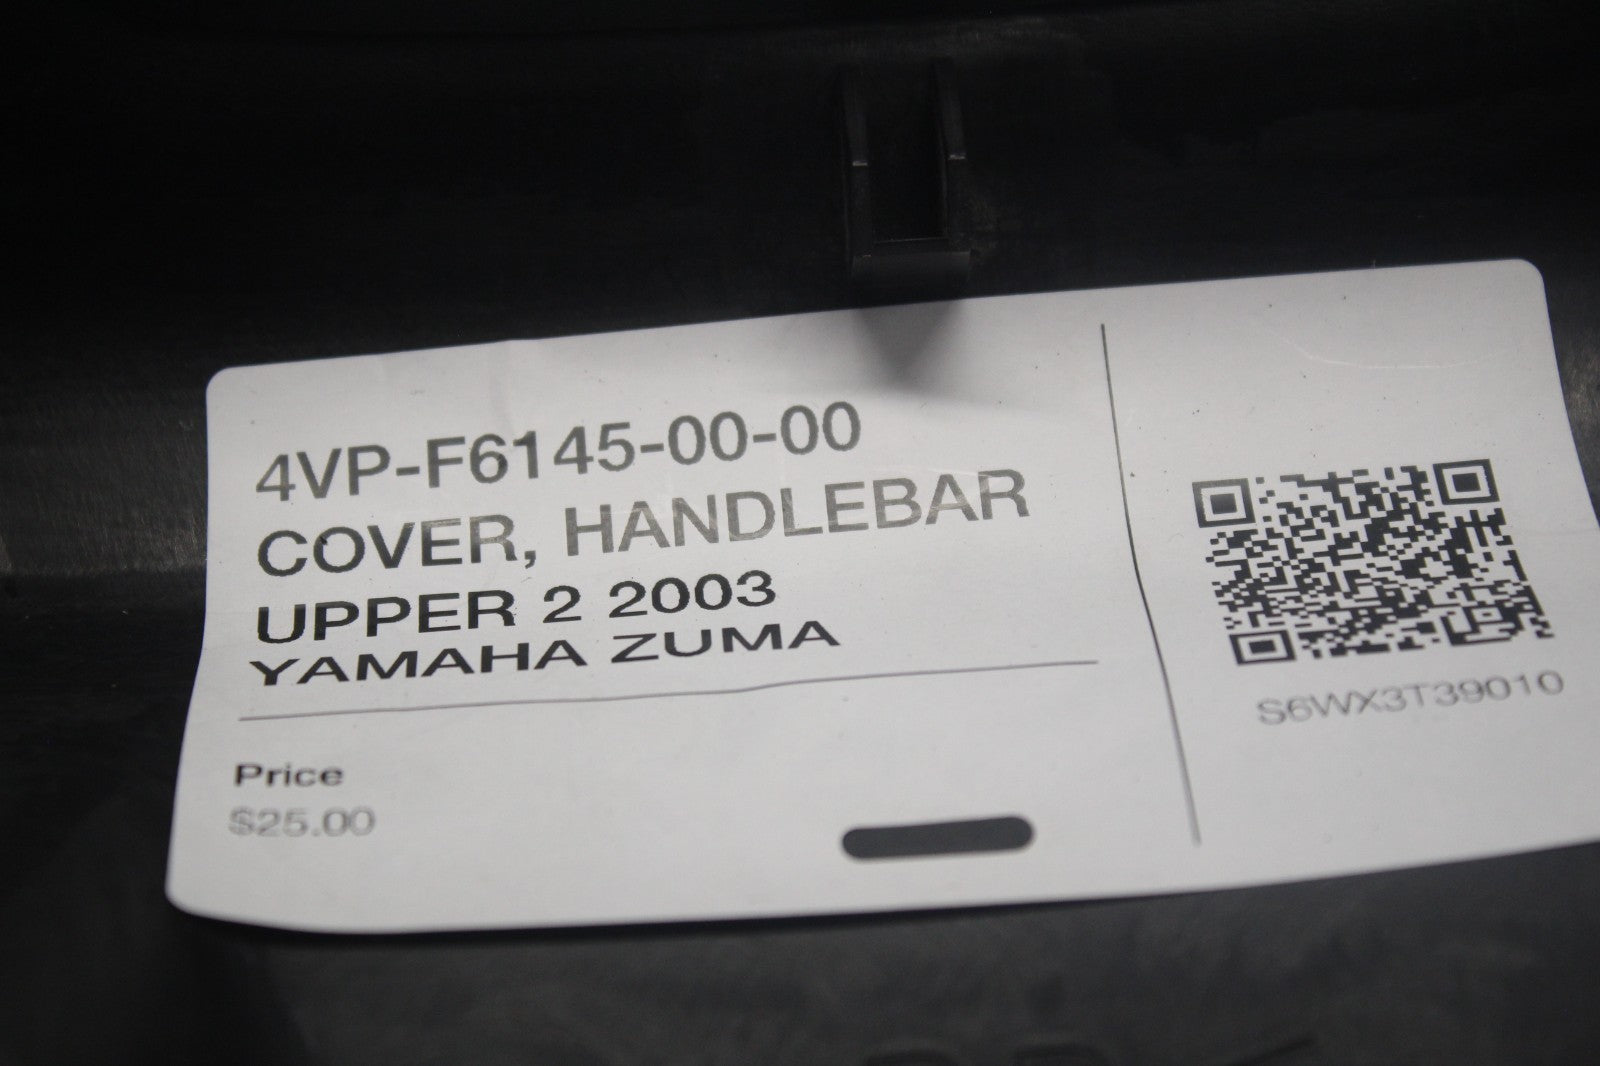 4VP-F6145-00-00
COVER, HANDLEBAR
UPPER 2 2003
YAMAHA ZUMA
Price
$25.00
S6WX3T39010